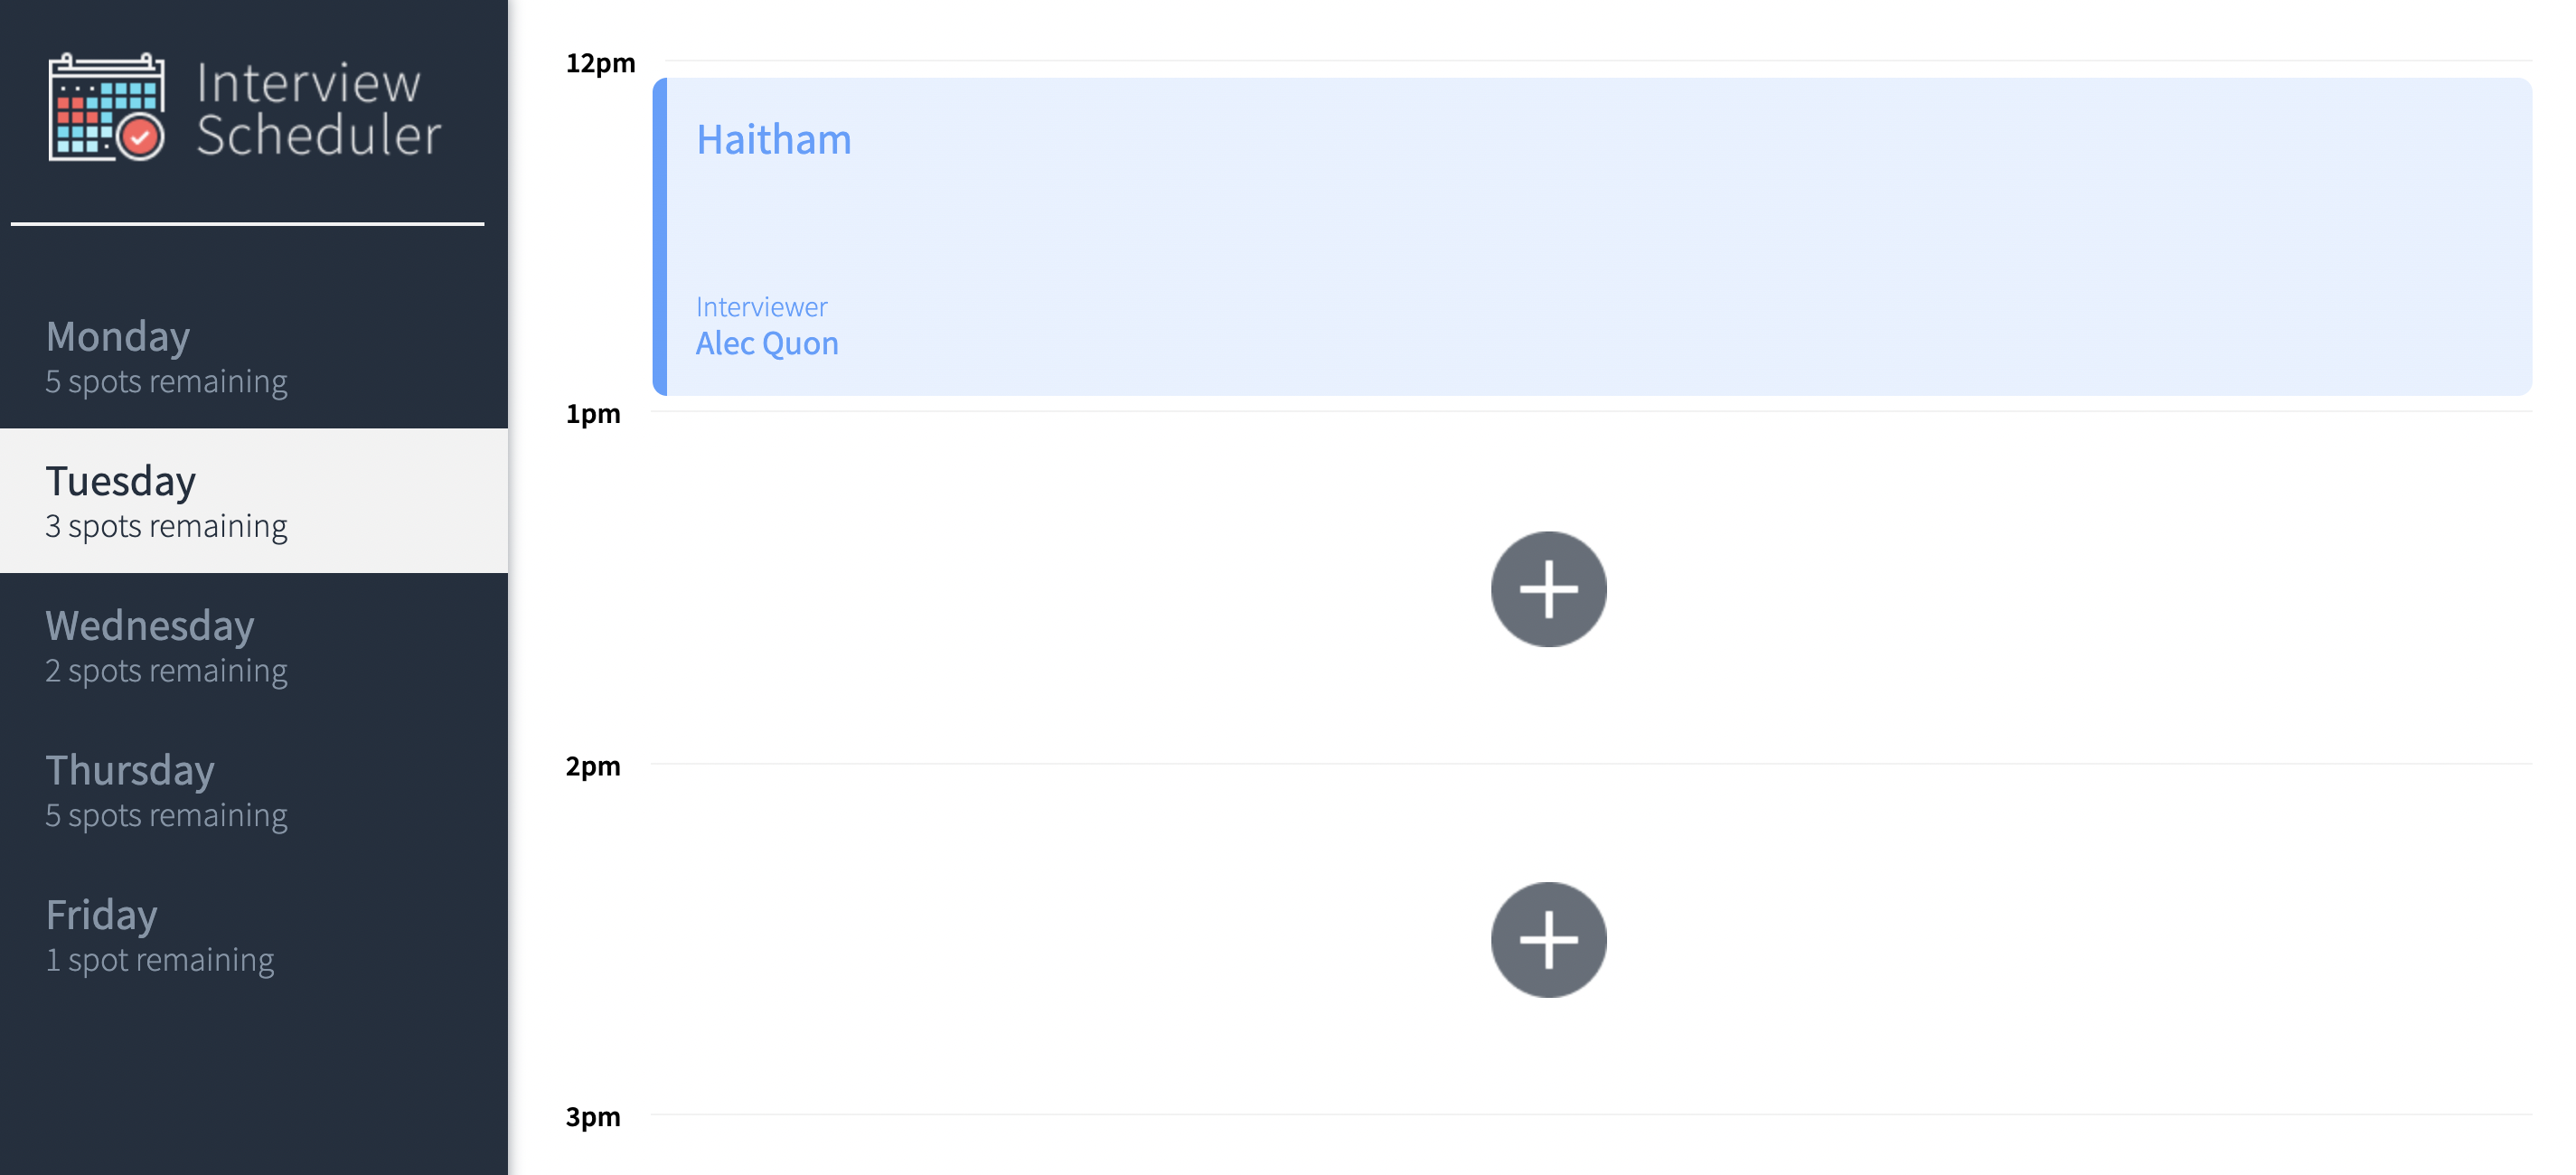 Interview
Scheduler
Monday
5 spots remaining
Tuesday
3 spots remaining
Wednesday
2 spots remaining
Thursday
5 spots remaining
Friday
1 spot remaining
12pm
Haitham
Interviewer
Alec Quon
1pm
2pm
3pm